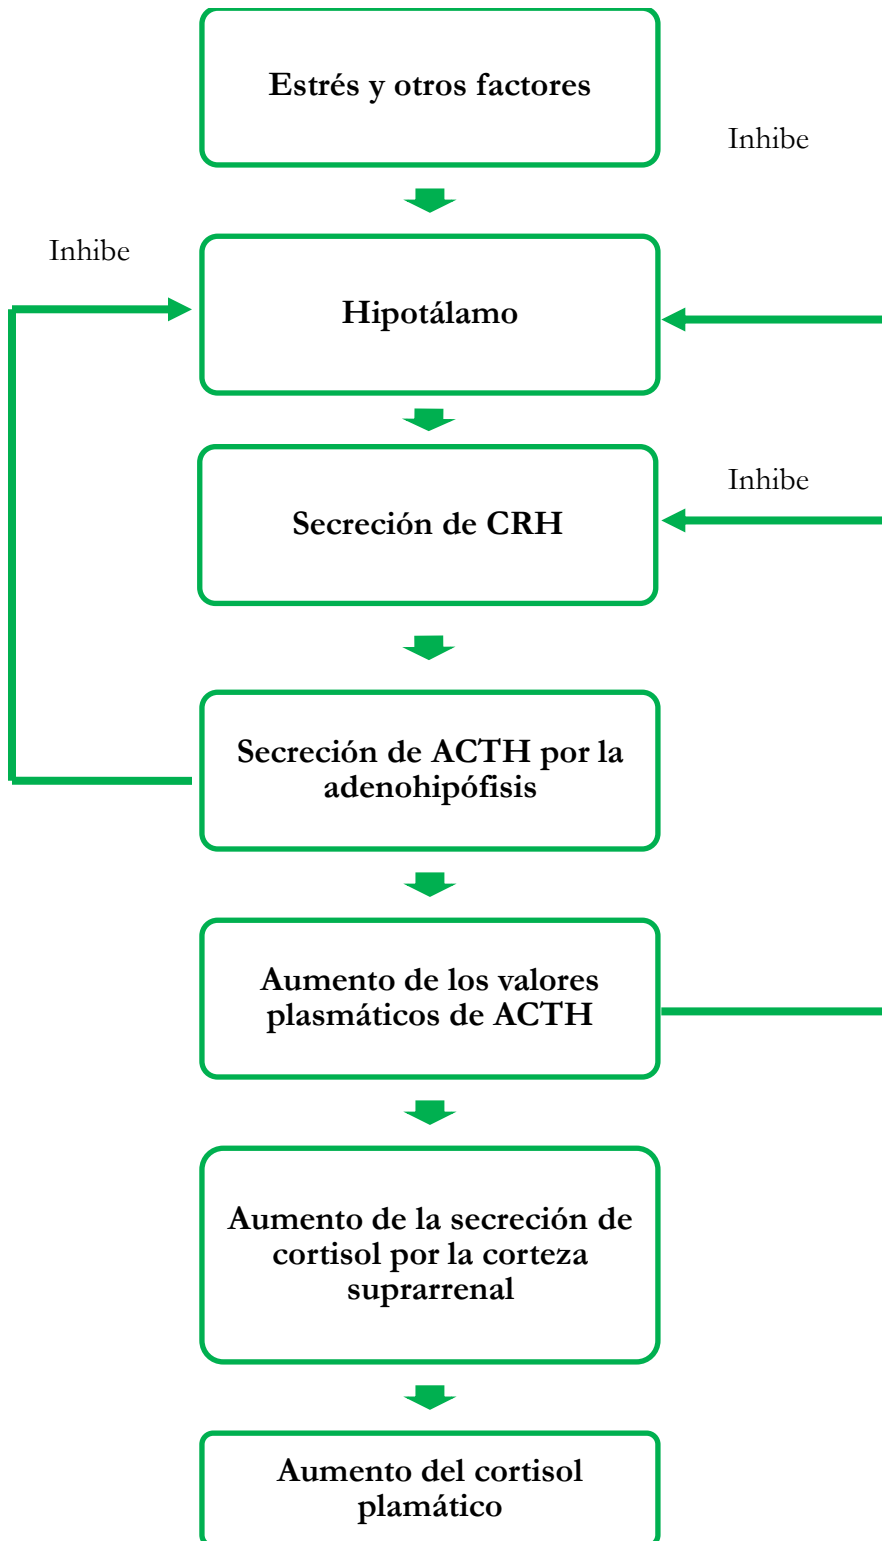 Estrés y otros factores
Inhibe
Inhibe
Hipotálamo
Inhibe
Secreción de CRH
Secreción de ACTH por la
adenohipófisis
Aumento de los valores
plasmáticos de ACTH
Aumento de la secreción de
cortisol por la corteza
suprarrenal
Aumento del cortisol
plamático